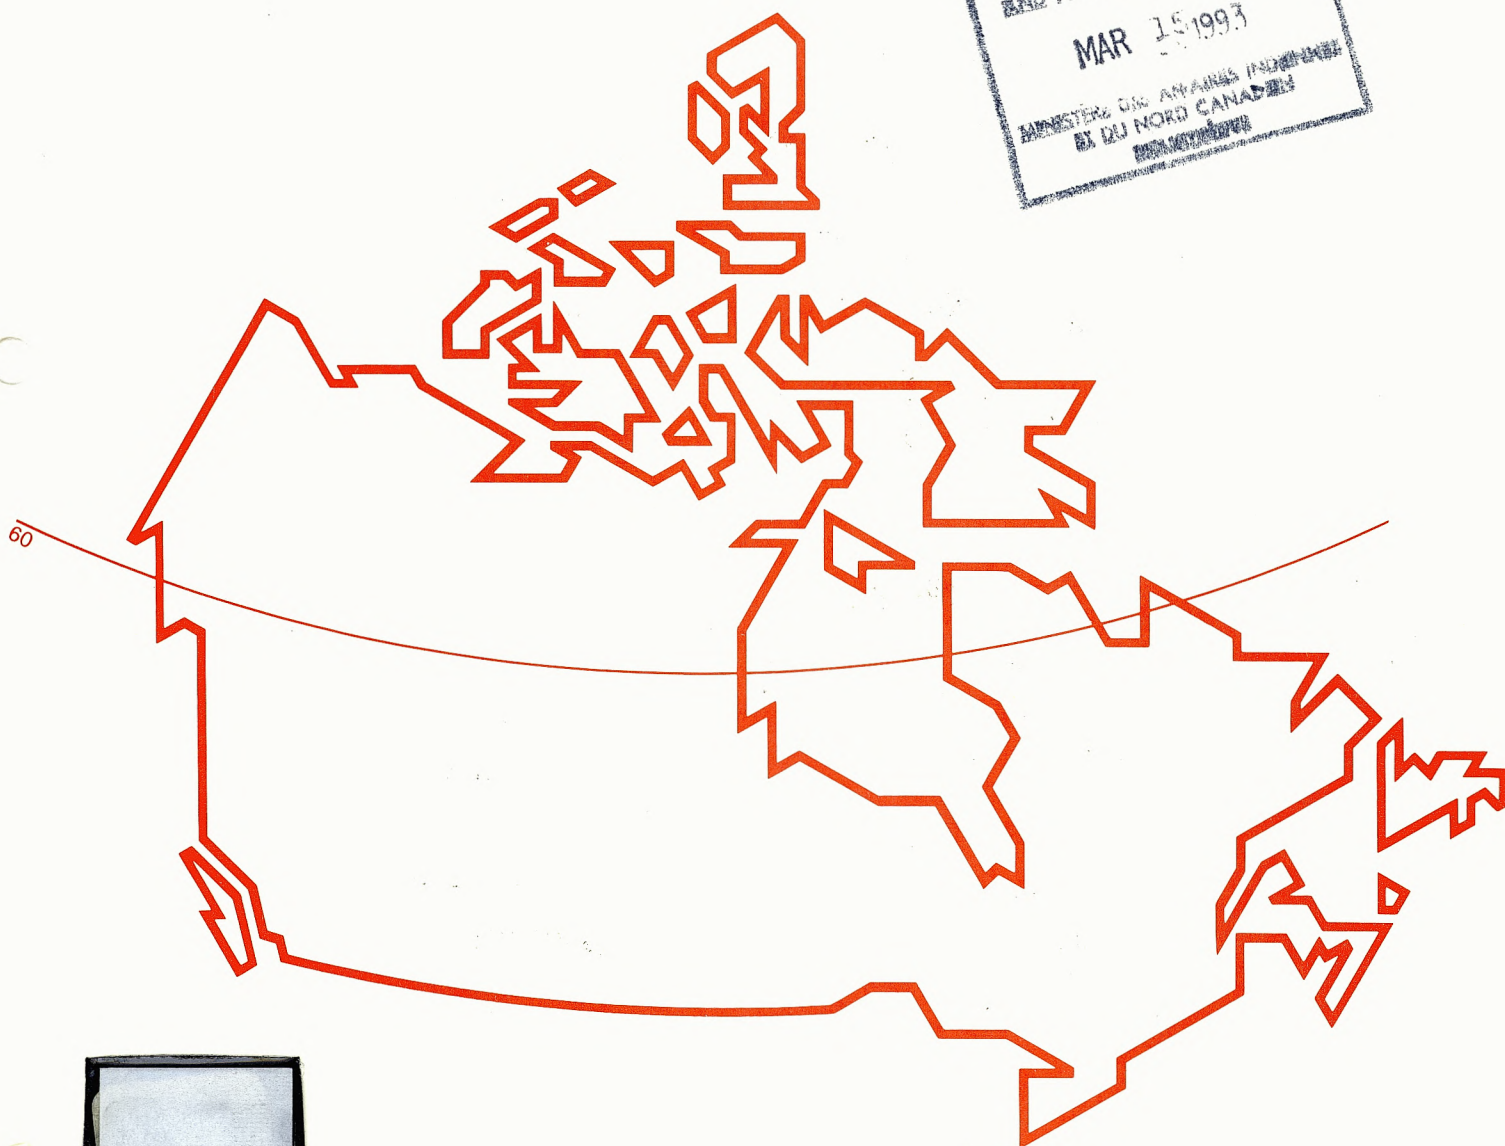 MAR 15 1993
MINISTÈRE DES AFFAIRES INDIENNES
ET DU NORD CANADIEN
60